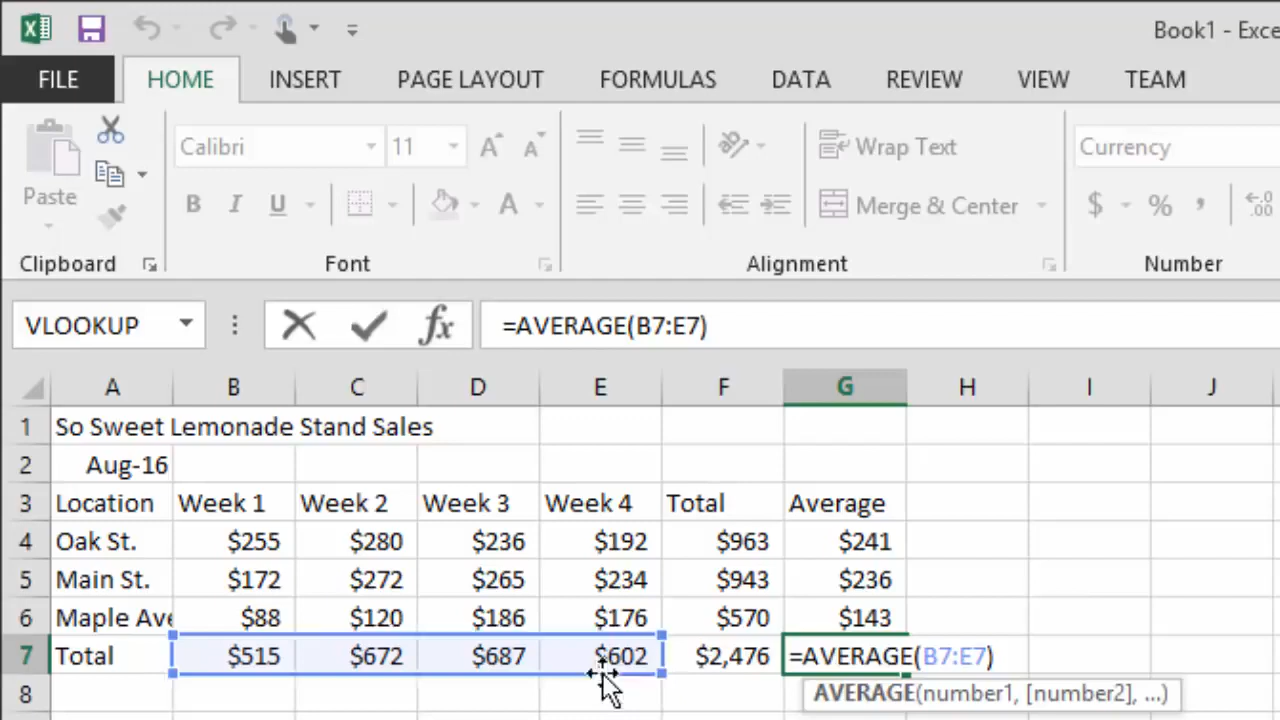 Book1 - Exce
FILE HOME INSERT PAGE LAYOUT FORMULAS DATA REVIEW VIEW TEAM
Calibri 11 A A Wrap Text Currency
Paste B I U A Merge & Center $ % , ←.0 .00
Clipboard Font Alignment Number
VLOOKUP fx =AVERAGE(B7:E7)
A B C D E F G H I J
1 So Sweet Lemonade Stand Sales
2 Aug-16
3 Location Week 1 Week 2 Week 3 Week 4 Total Average
4 Oak St. $255 $280 $236 $192 $963 $241
5 Main St. $172 $272 $265 $234 $943 $236
6 Maple Ave $88 $120 $186 $176 $570 $143
7 Total $515 $672 $687 $602 $2,476 =AVERAGE(B7:E7)
8 AVERAGE(number1, [number2], ...)